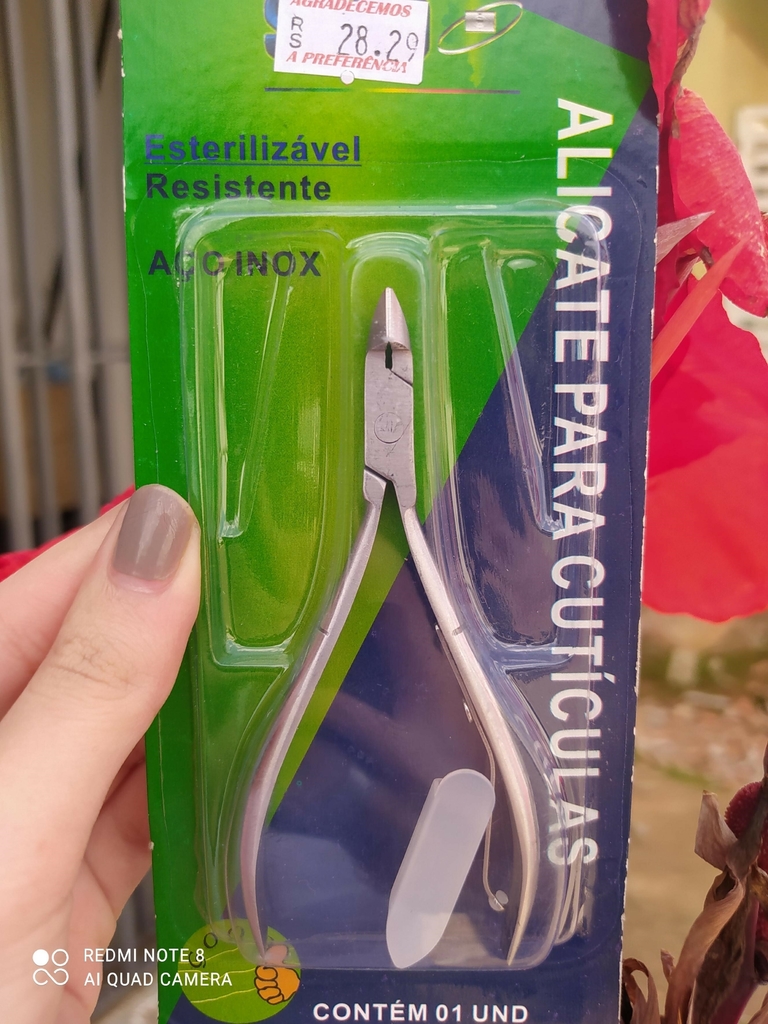 AGRADECEMOS
R$ 28.29
A PREFERÊNCIA
Esterilizável
Resistente
AÇO INOX
ALICATE PARA CUTÍCULAS
CONTÉM 01 UND
REDMI NOTE 8
AI QUAD CAMERA